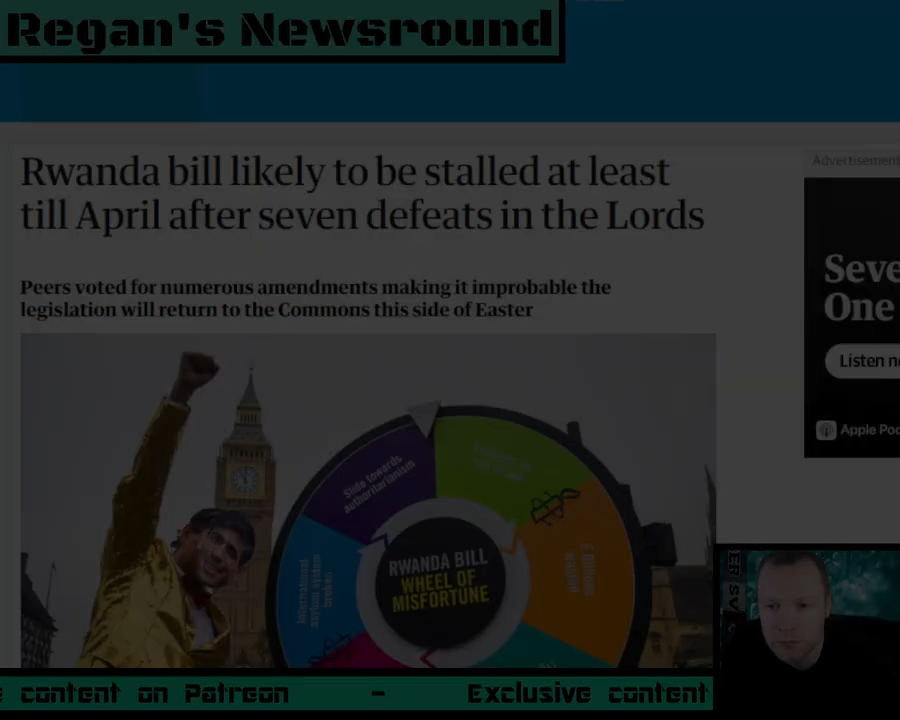 Regan's Newsround
Rwanda bill likely to be stalled at least
till April after seven defeats in the Lords
Advertisement
Peers voted for numerous amendments making it improbable the
legislation will return to the Commons this side of Easter
Seve
One
Listen n
Apple Pod
Slide towards
authoritarianism
International
asylum system
broken
£ millions
wasted
RWANDA BILL
WHEEL OF
MISFORTUNE
content on Patreon - Exclusive content